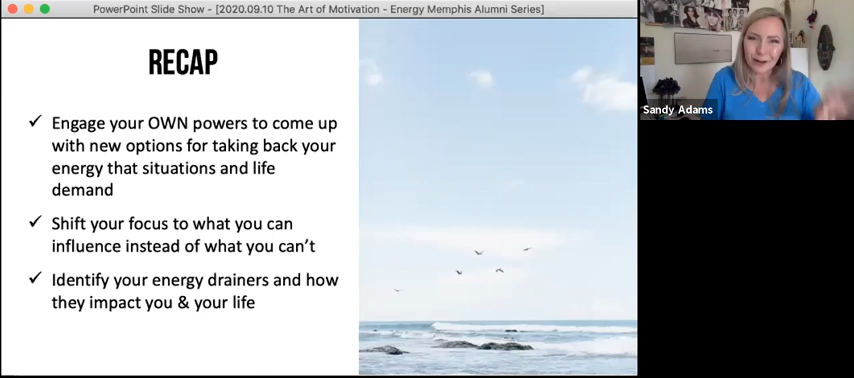 PowerPoint Slide Show - [2020.09.10 The Art of Motivation - Energy Memphis Alumni Series]
RECAP
✓ Engage your OWN powers to come up
with new options for taking back your
energy that situations and life
demand
✓ Shift your focus to what you can
influence instead of what you can't
✓ Identify your energy drainers and how
they impact you & your life
Sandy Adams